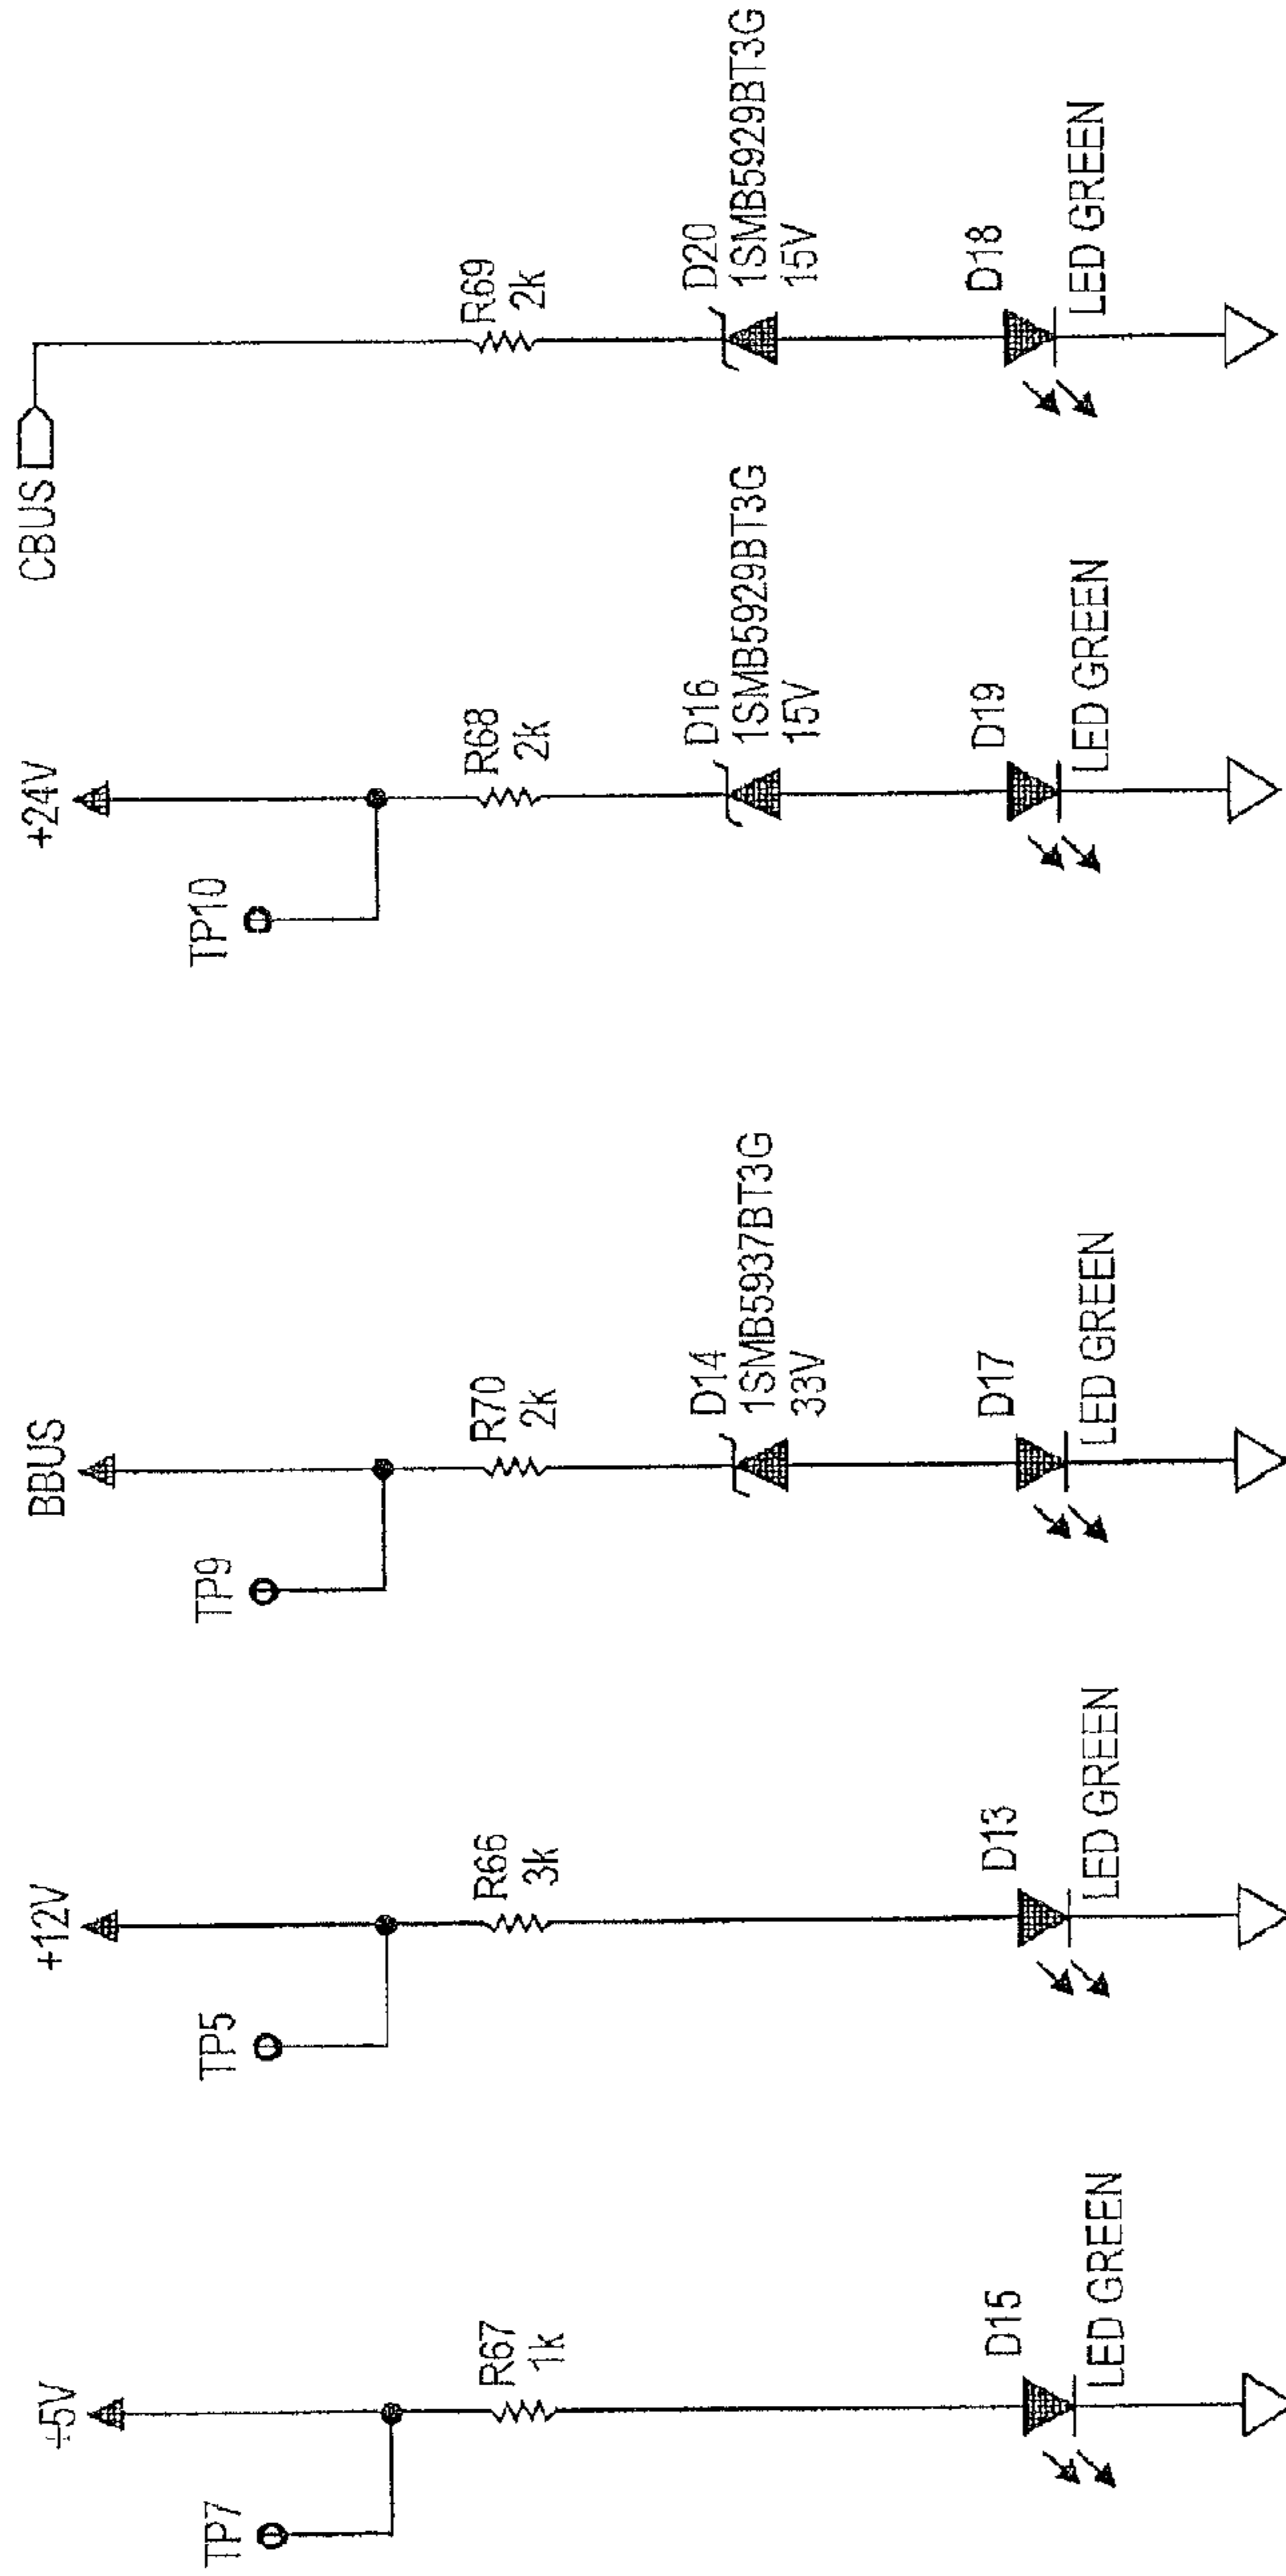 +5V
TP7
R67
1k
D15
LED GREEN
+12V
TP5
R66
3k
D13
LED GREEN
BBUS
TP9
R70
2k
D14
1SMB5937BT3G
33V
D17
LED GREEN
+24V
TP10
R68
2k
D16
1SMB5929BT3G
15V
D19
LED GREEN
CBUS
R69
2k
D20
1SMB5929BT3G
15V
D18
LED GREEN